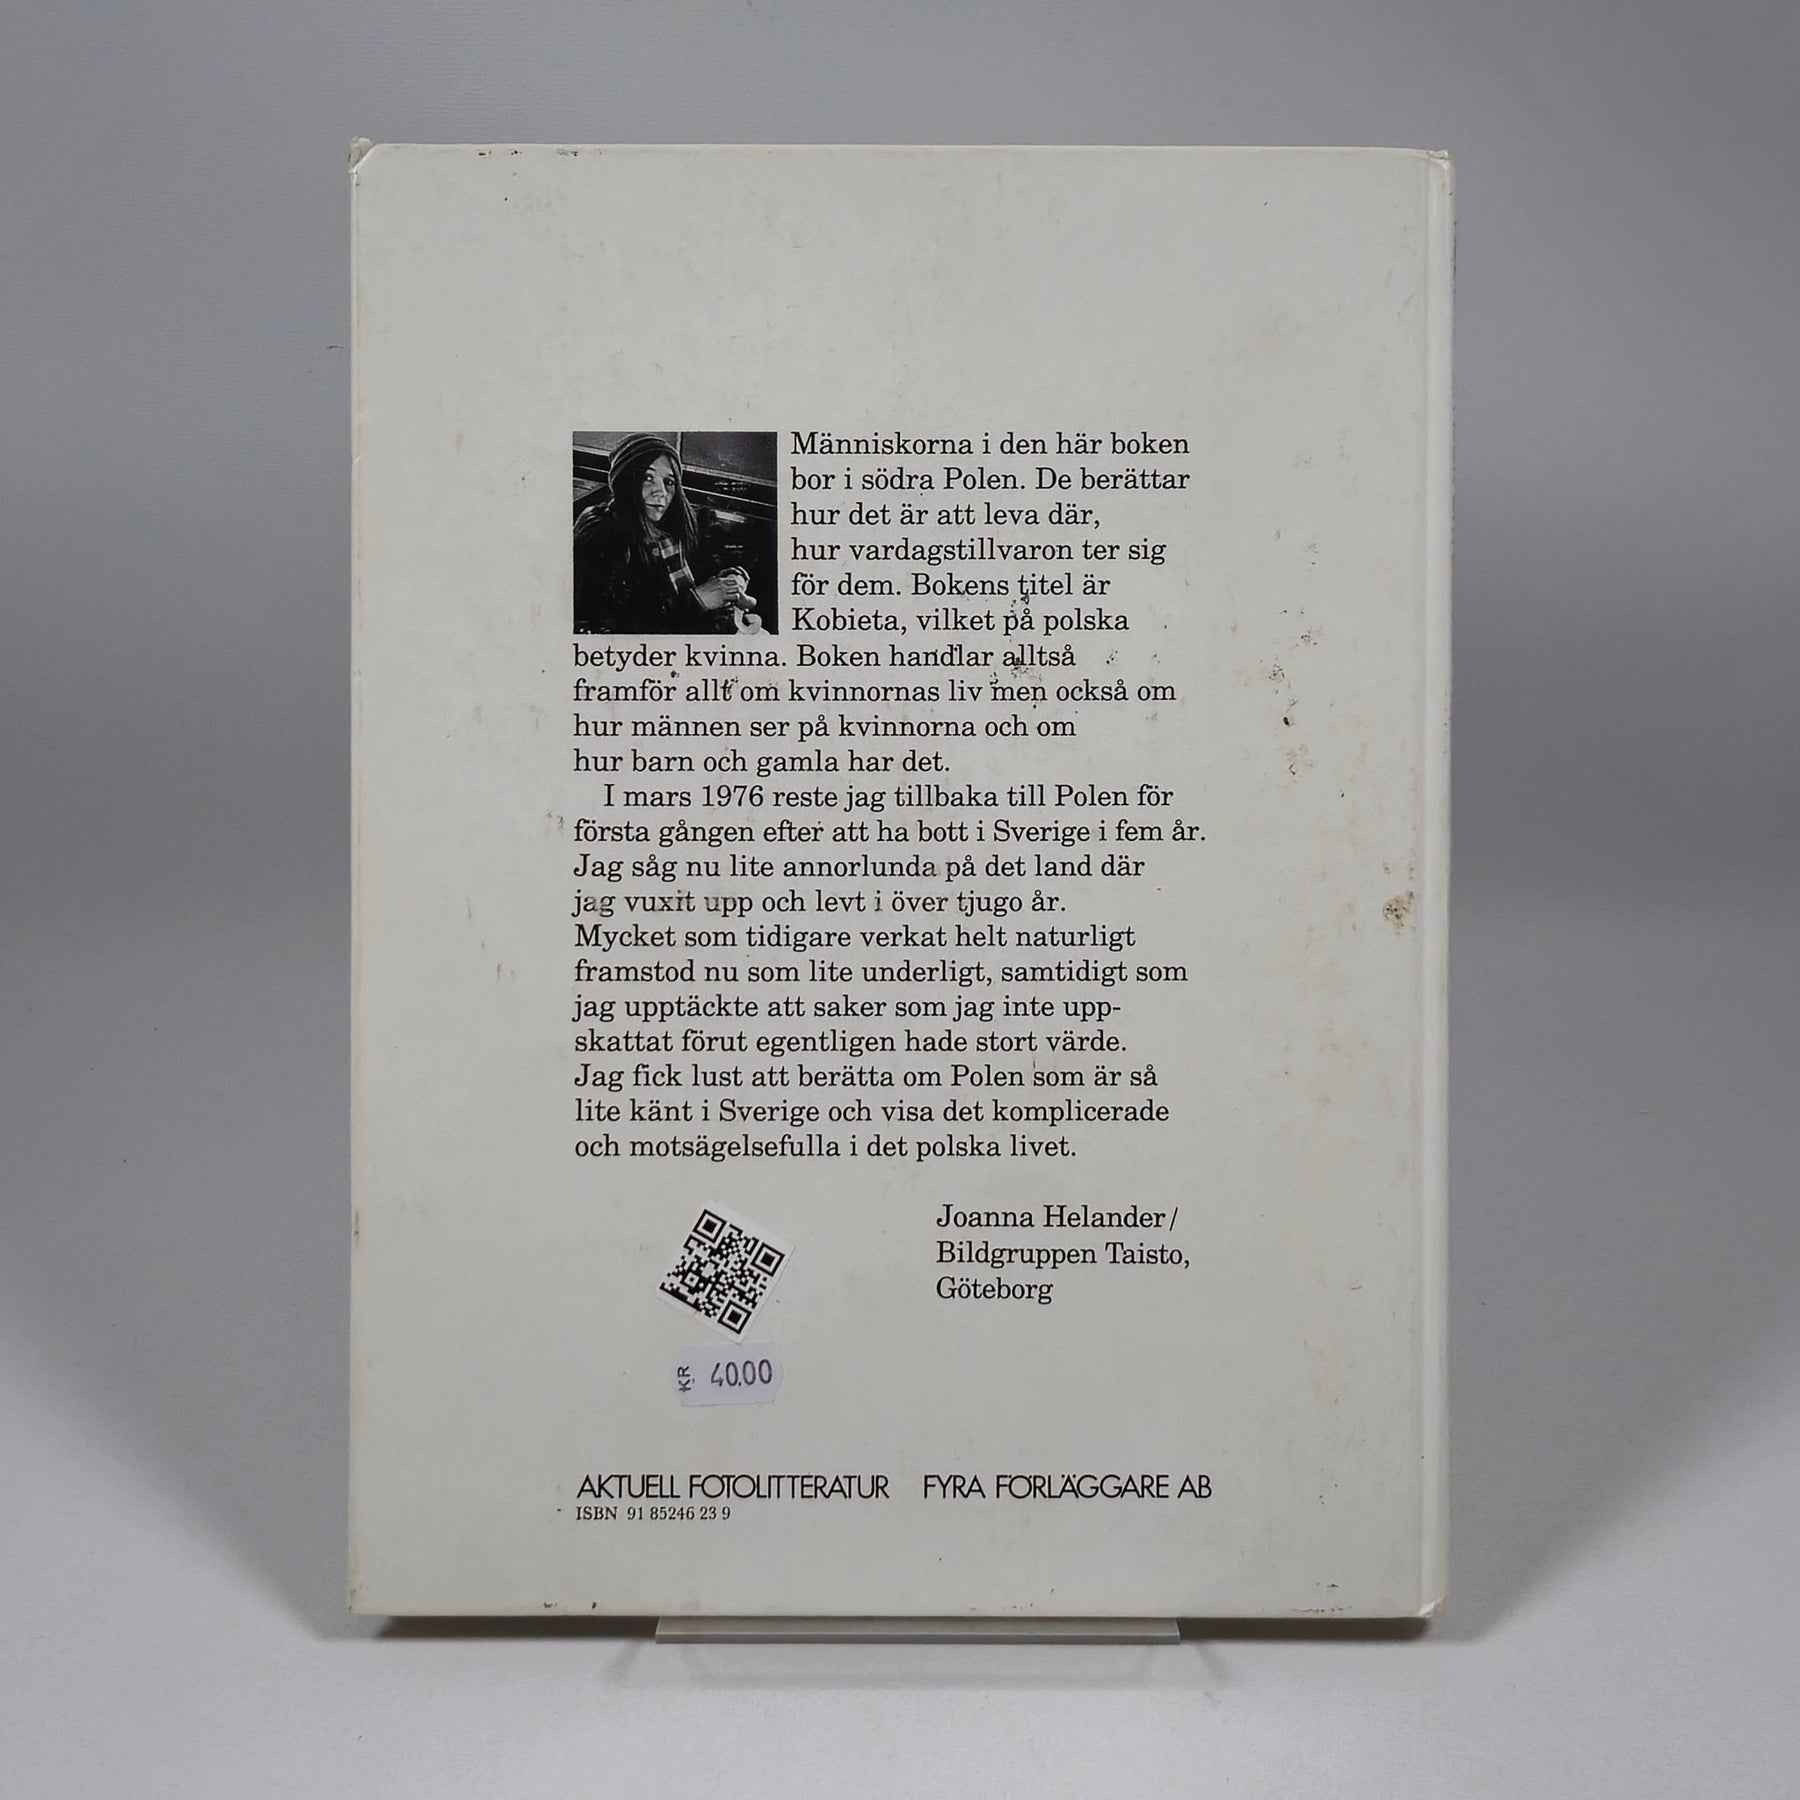 Människorna i den här boken
bor i södra Polen. De berättar
hur det är att leva där,
hur vardagstillvaron ter sig
för dem. Bokens titel är
Kobieta, vilket på polska
betyder kvinna. Boken handlar alltså
framför allt om kvinnornas liv men också om
hur männen ser på kvinnorna och om
hur barn och gamla har det.
I mars 1976 reste jag tillbaka till Polen för
första gången efter att ha bott i Sverige i fem år.
Jag såg nu lite annorlunda på det land där
jag vuxit upp och levt i över tjugo år.
Mycket som tidigare verkat helt naturligt
framstod nu som lite underligt, samtidigt som
jag upptäckte att saker som jag inte upp-
skattat förut egentligen hade stort värde.
Jag fick lust att berätta om Polen som är så
lite känt i Sverige och visa det komplicerade
och motsägelsefulla i det polska livet.
Joanna Helander/
Bildgruppen Taisto,
Göteborg
KR 40.00
AKTUELL FOTOLITTERATUR FYRA FÖRLÄGGARE AB
ISBN 91 85246 23 9